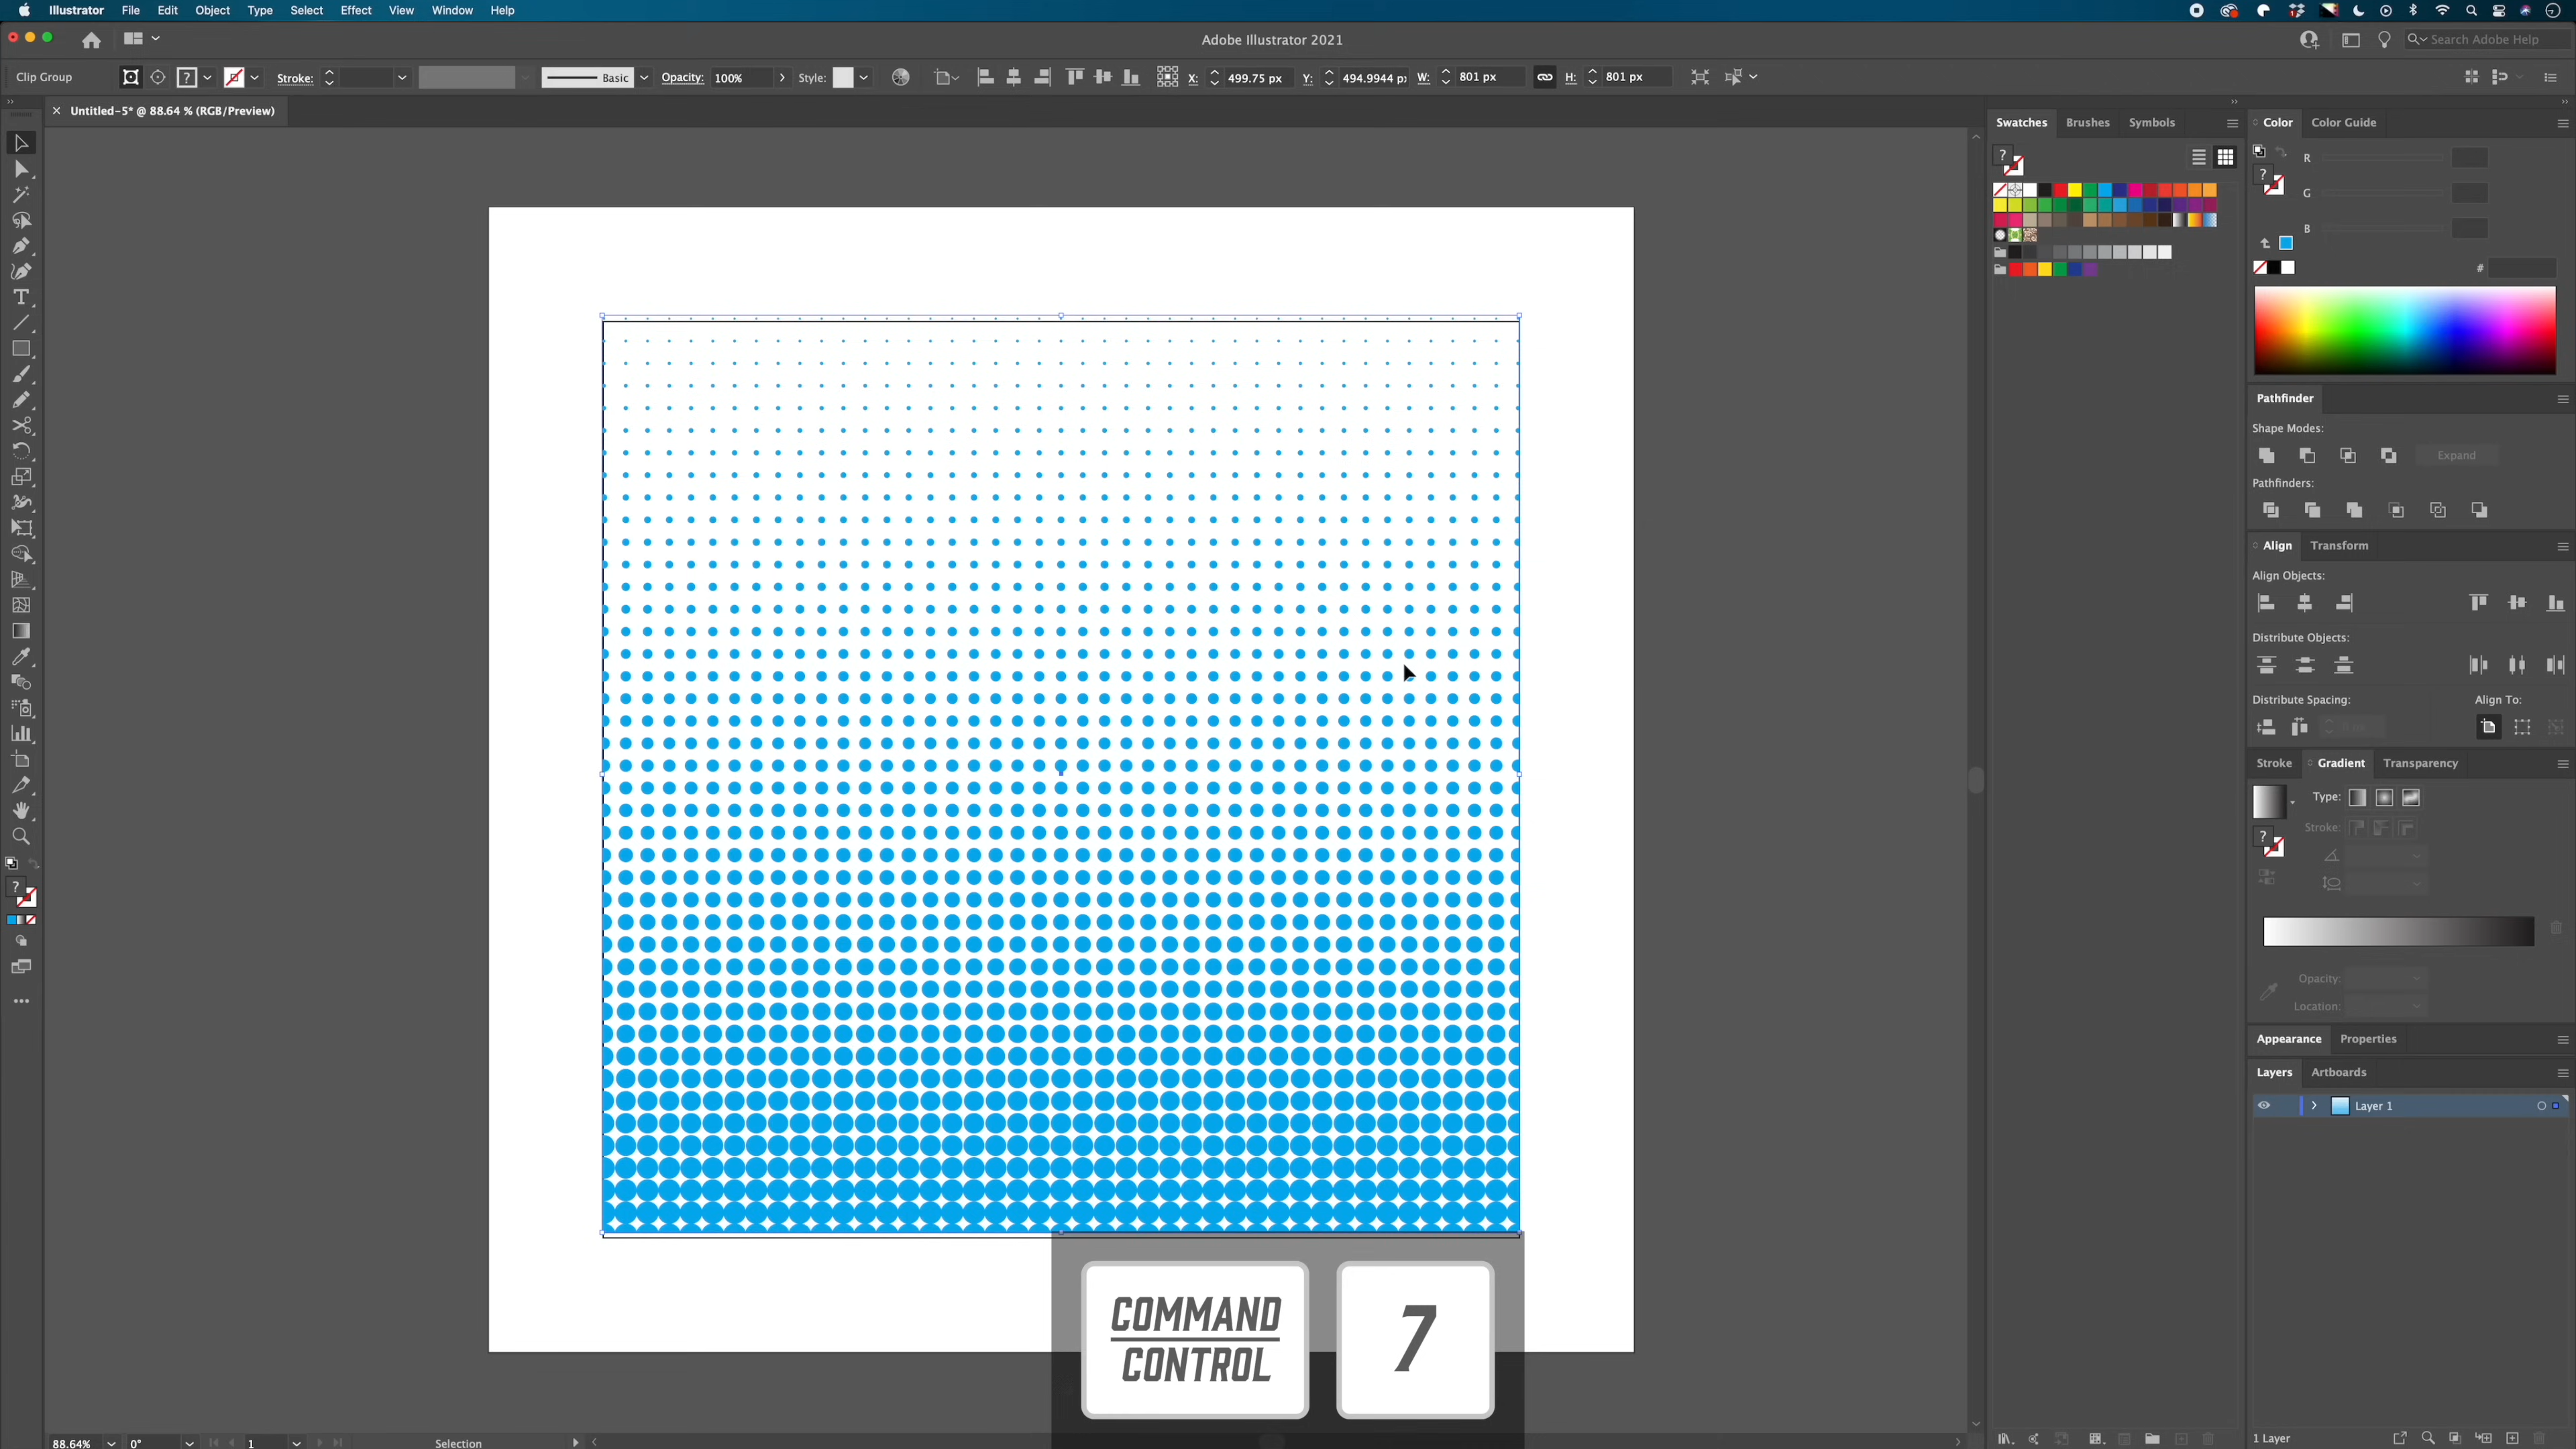 Illustrator File Edit Object Type Select Effect View Window Help
Adobe Illustrator 2021
Search Adobe Help
Clip Group
Stroke:
Basic
Opacity: 100%
Style:
X: 499.75 px
Y: 494.9944 p
W: 801 px
H: 801 px
Untitled-5* @ 88.64 % (RGB/Preview)
Swatches Brushes Symbols
Color Color Guide
R
G
B
#
Pathfinder
Shape Modes:
Expand
Pathfinders:
Align Transform
Align Objects:
Distribute Objects:
Distribute Spacing:
Align To:
Stroke Gradient Transparency
Type:
Stroke:
Opacity:
Location:
Appearance Properties
Layers Artboards
Layer 1
COMMAND
CONTROL
7
88.64% 0° 1 Selection
1 Layer